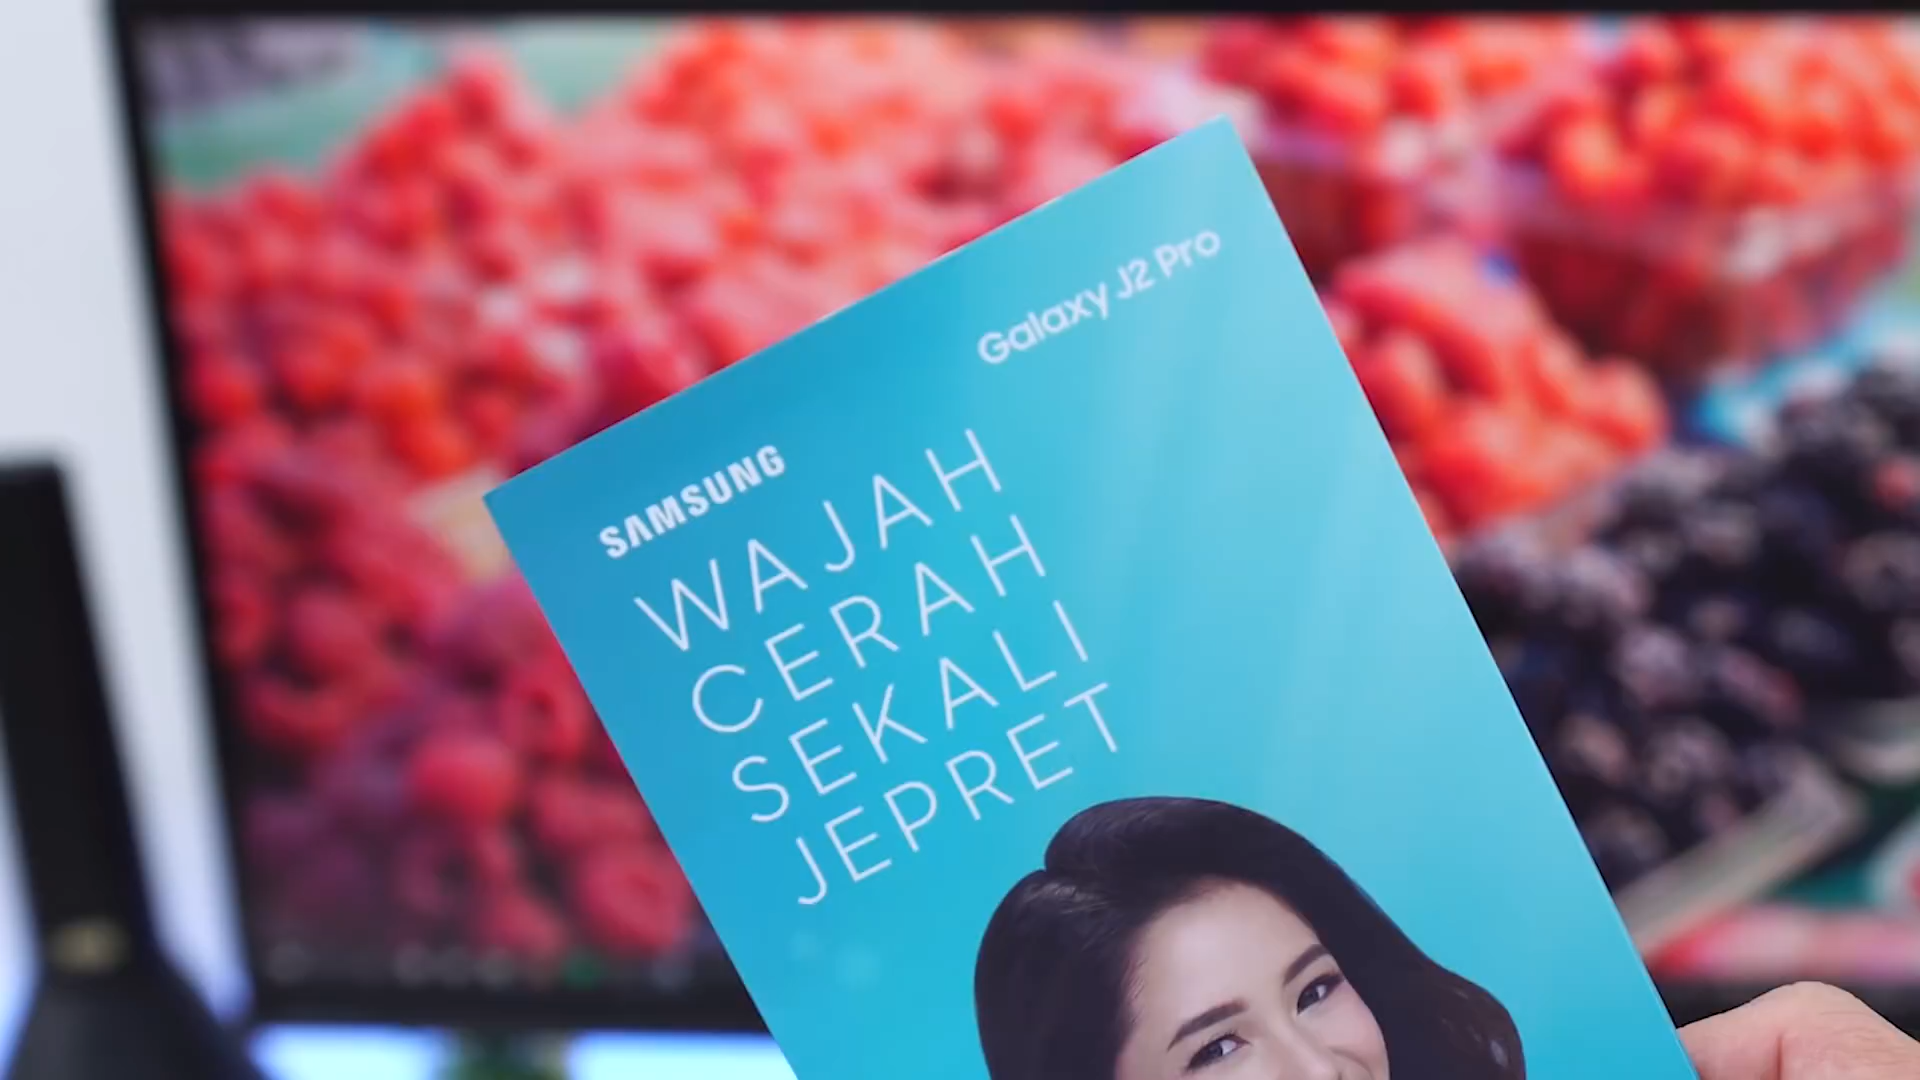 Galaxy J2 Pro
SAMSUNG
WAJAH
CERAH
SEKALI
JEPRET